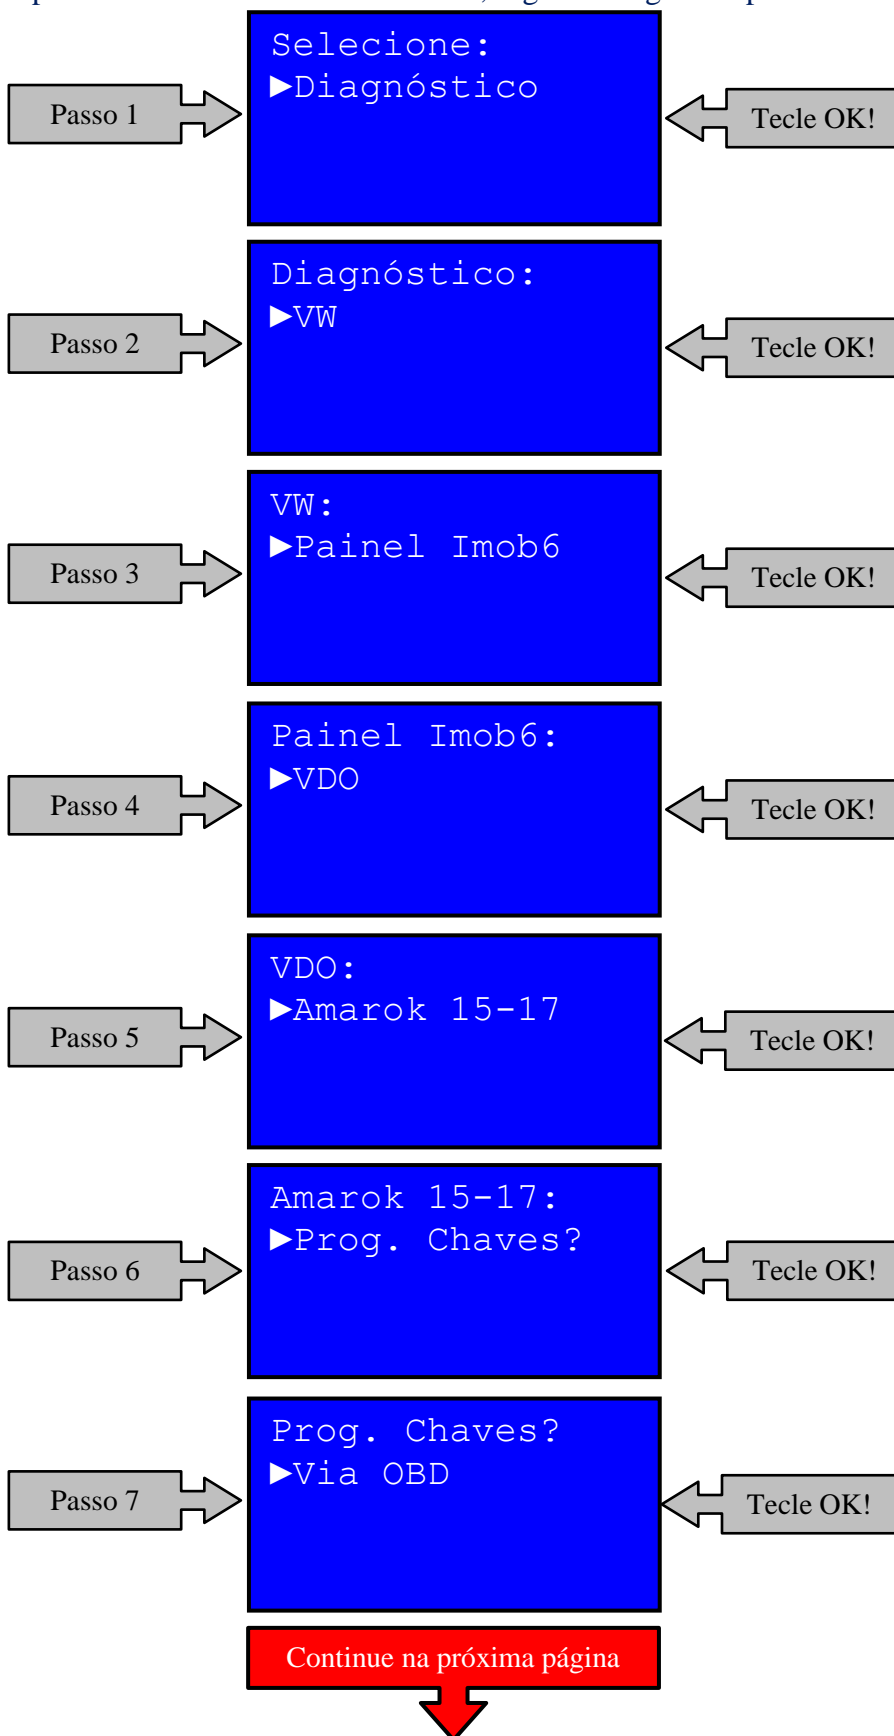 Selecione:
►Diagnóstico
Passo 1
Tecle OK!
Diagnóstico:
►VW
Passo 2
Tecle OK!
VW:
►Painel Imob6
Passo 3
Tecle OK!
Painel Imob6:
►VDO
Passo 4
Tecle OK!
VDO:
►Amarok 15-17
Passo 5
Tecle OK!
Amarok 15-17:
►Prog. Chaves?
Passo 6
Tecle OK!
Prog. Chaves?
►Via OBD
Passo 7
Tecle OK!
Continue na próxima página